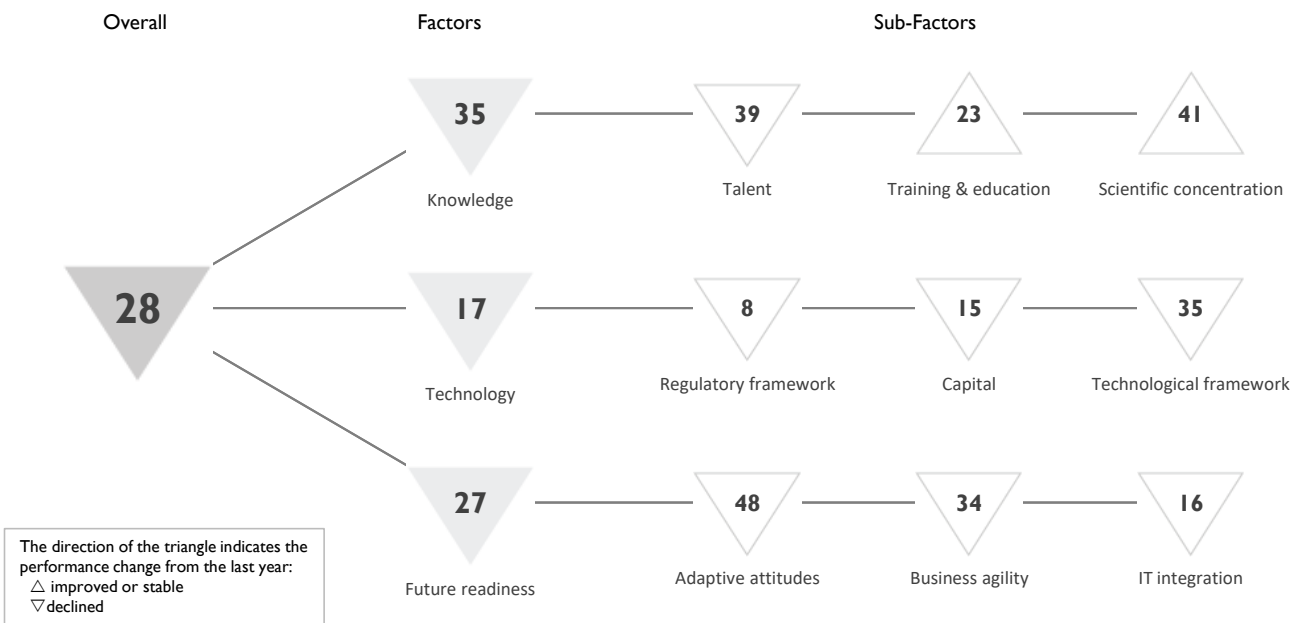 Overall Factors Sub-Factors
35 39 23 41
Knowledge Talent Training & education Scientific concentration
28 17 8 15 35
Technology Regulatory framework Capital Technological framework
27 48 34 16
Future readiness Adaptive attitudes Business agility IT integration
The direction of the triangle indicates the
performance change from the last year:
△ improved or stable
▽ declined